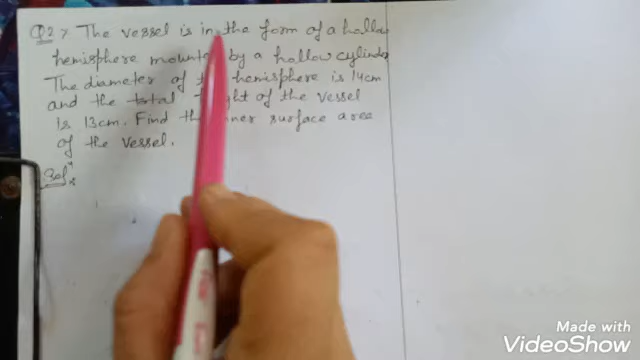 Q2 > The vessel is in the form of a hollow
hemisphere mounted by a hollow cylinder
The diameter of the hemisphere is 14cm
and the total height of the vessel
is 13cm. Find the inner surface area
of the vessel.
Solⁿ
Made with
VideoShow